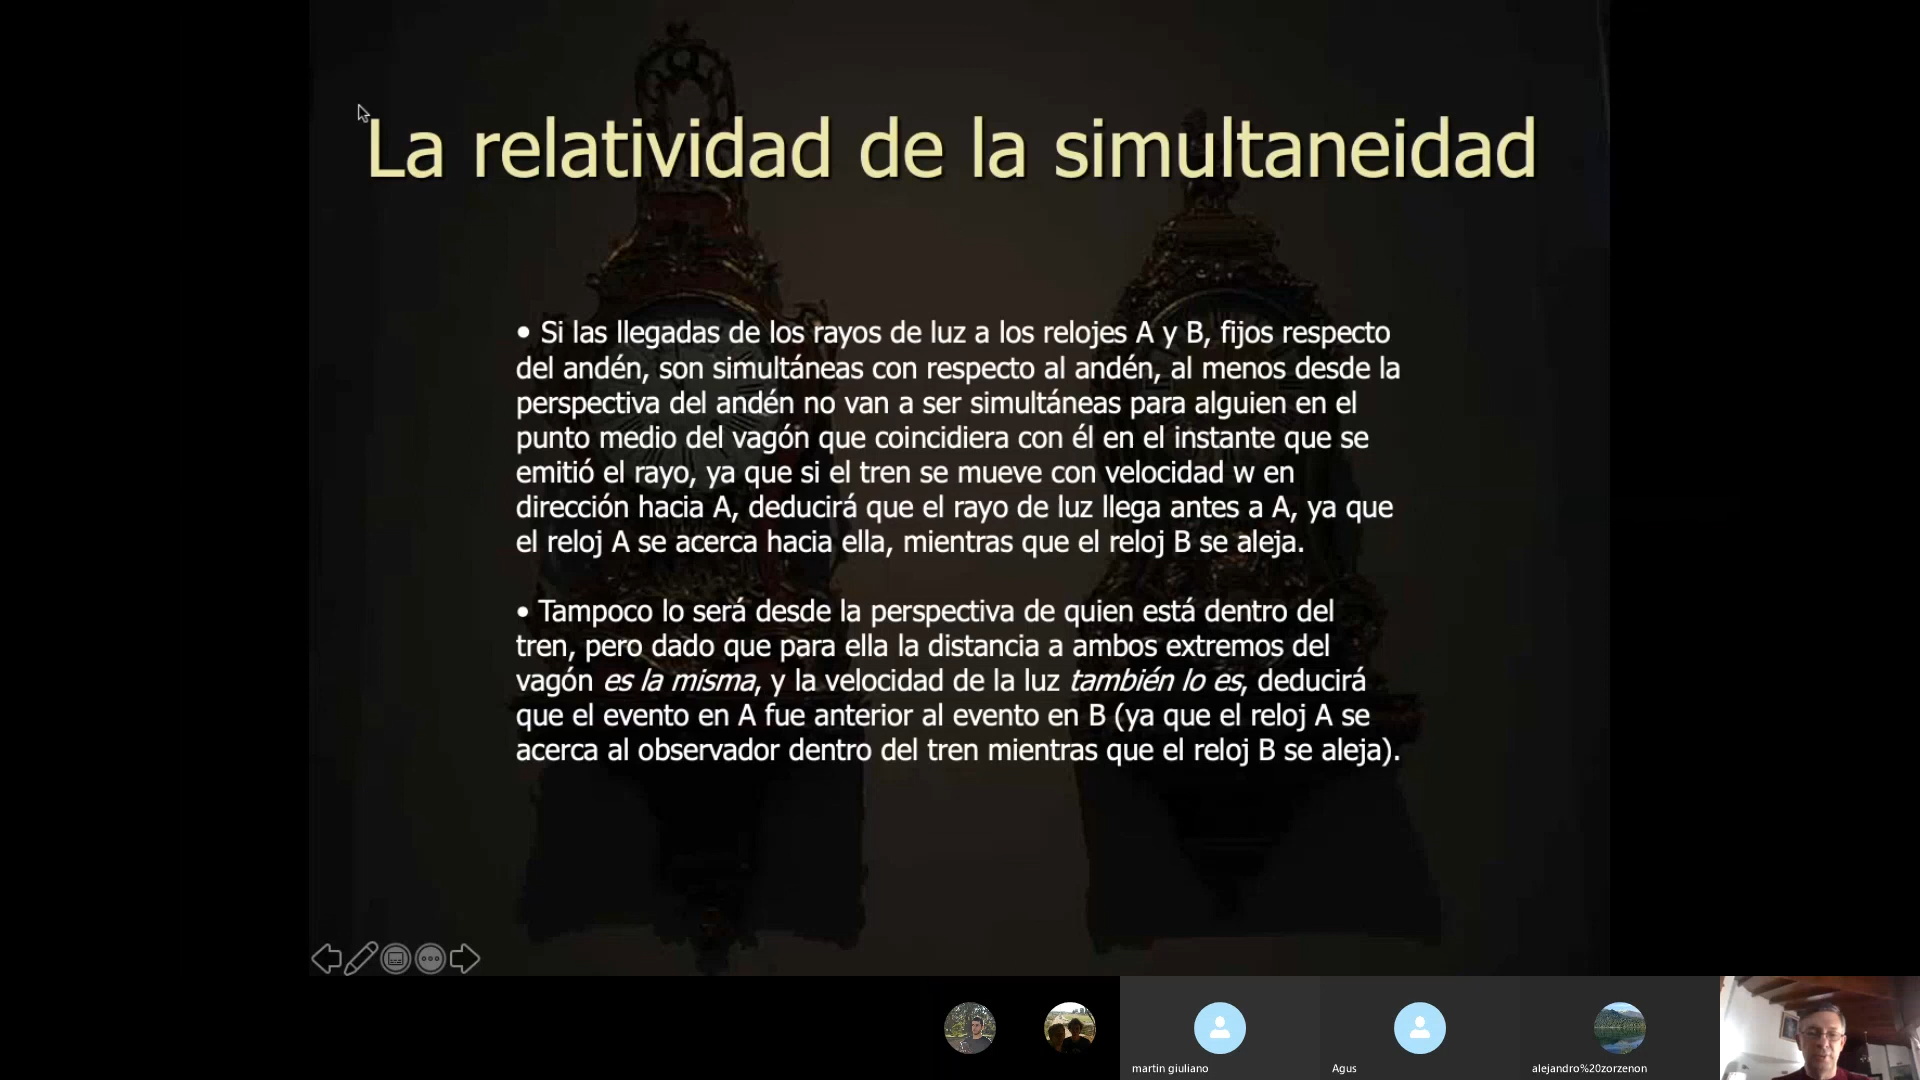 La relatividad de la simultaneidad
• Si las llegadas de los rayos de luz a los relojes A y B, fijos respecto
del andén, son simultáneas con respecto al andén, al menos desde la
perspectiva del andén no van a ser simultáneas para alguien en el
punto medio del vagón que coincidiera con él en el instante que se
emitió el rayo, ya que si el tren se mueve con velocidad w en
dirección hacia A, deducirá que el rayo de luz llega antes a A, ya que
el reloj A se acerca hacia ella, mientras que el reloj B se aleja.
• Tampoco lo será desde la perspectiva de quien está dentro del
tren, pero dado que para ella la distancia a ambos extremos del
vagón es la misma, y la velocidad de la luz también lo es, deducirá
que el evento en A fue anterior al evento en B (ya que el reloj A se
acerca al observador dentro del tren mientras que el reloj B se aleja).
martin giuliano
Agus
alejandro%20zorzenon